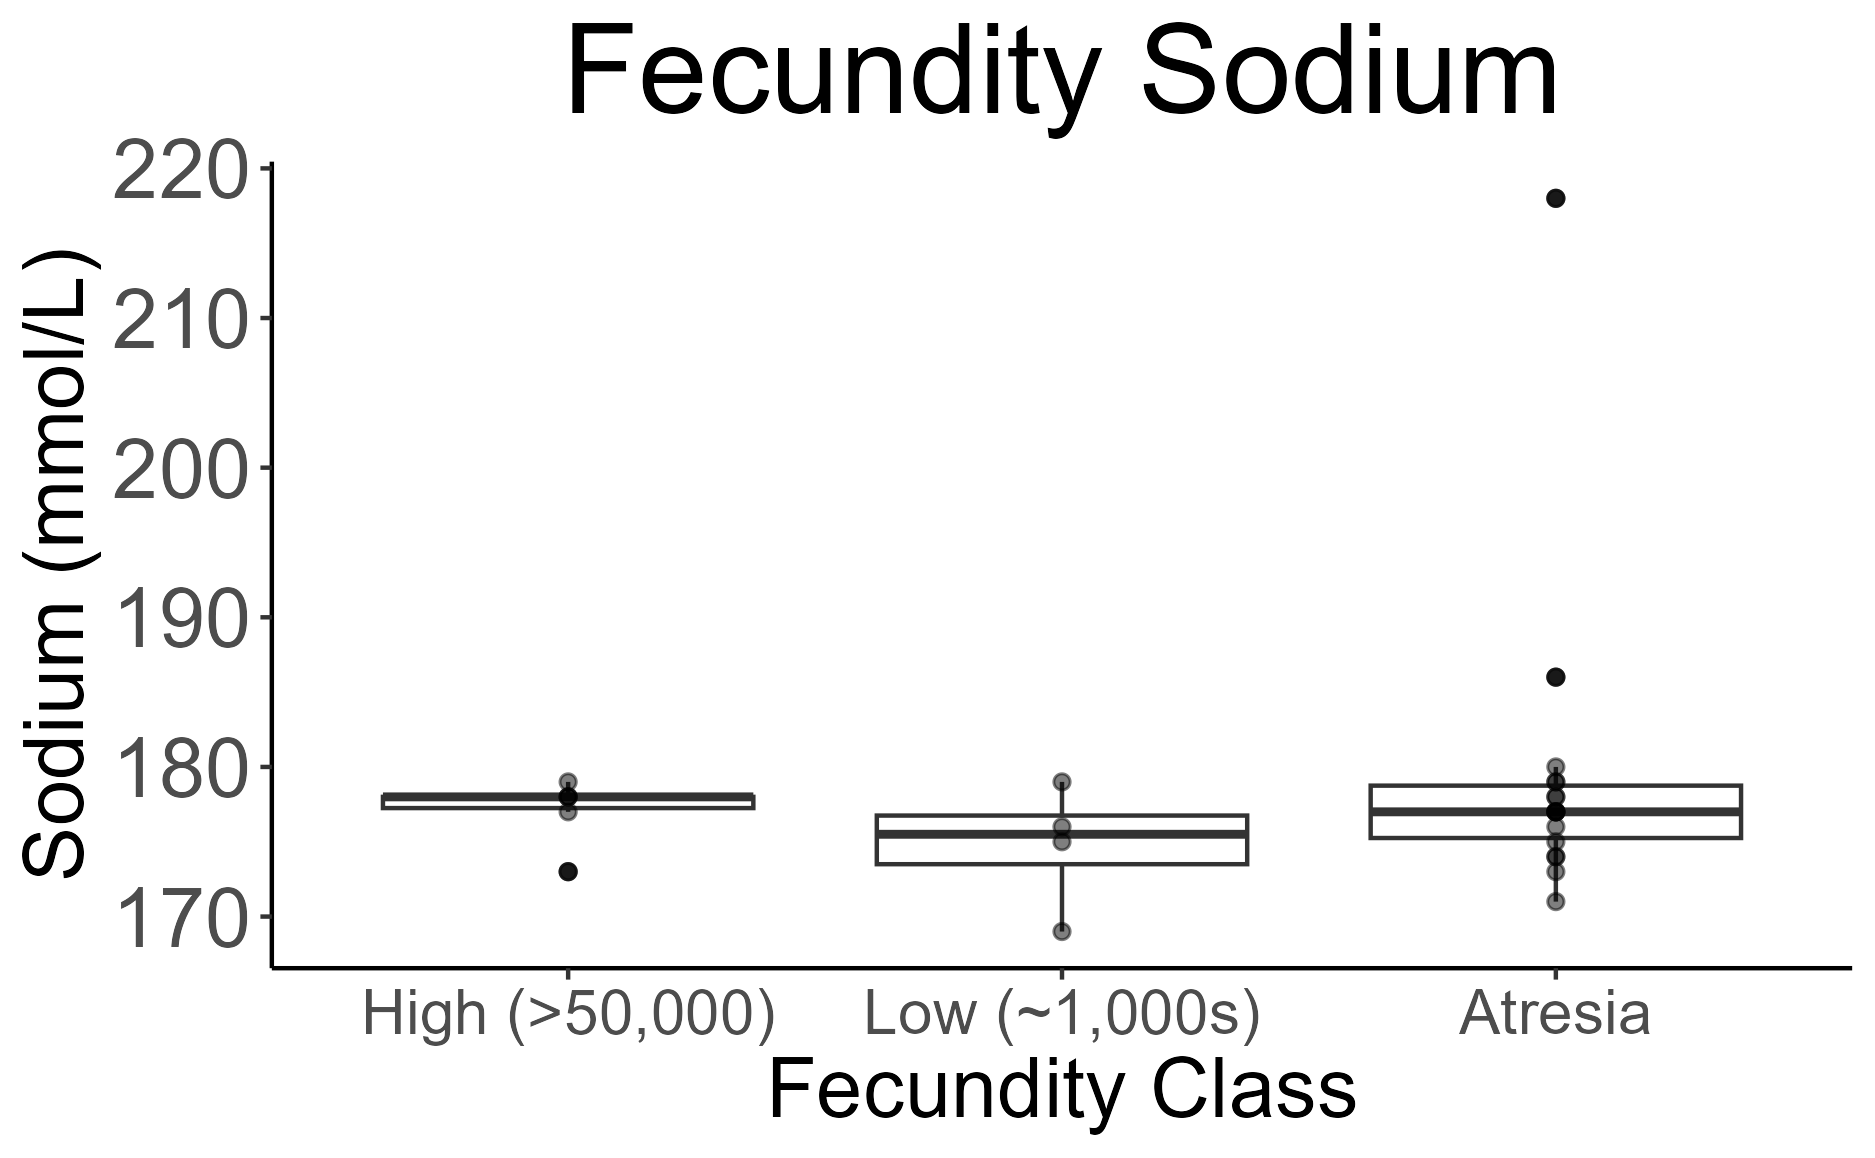 Fecundity Sodium
220
210
200
190
180
170
Sodium (mmol/L)
High (>50,000)
Low (~1,000s)
Atresia
Fecundity Class